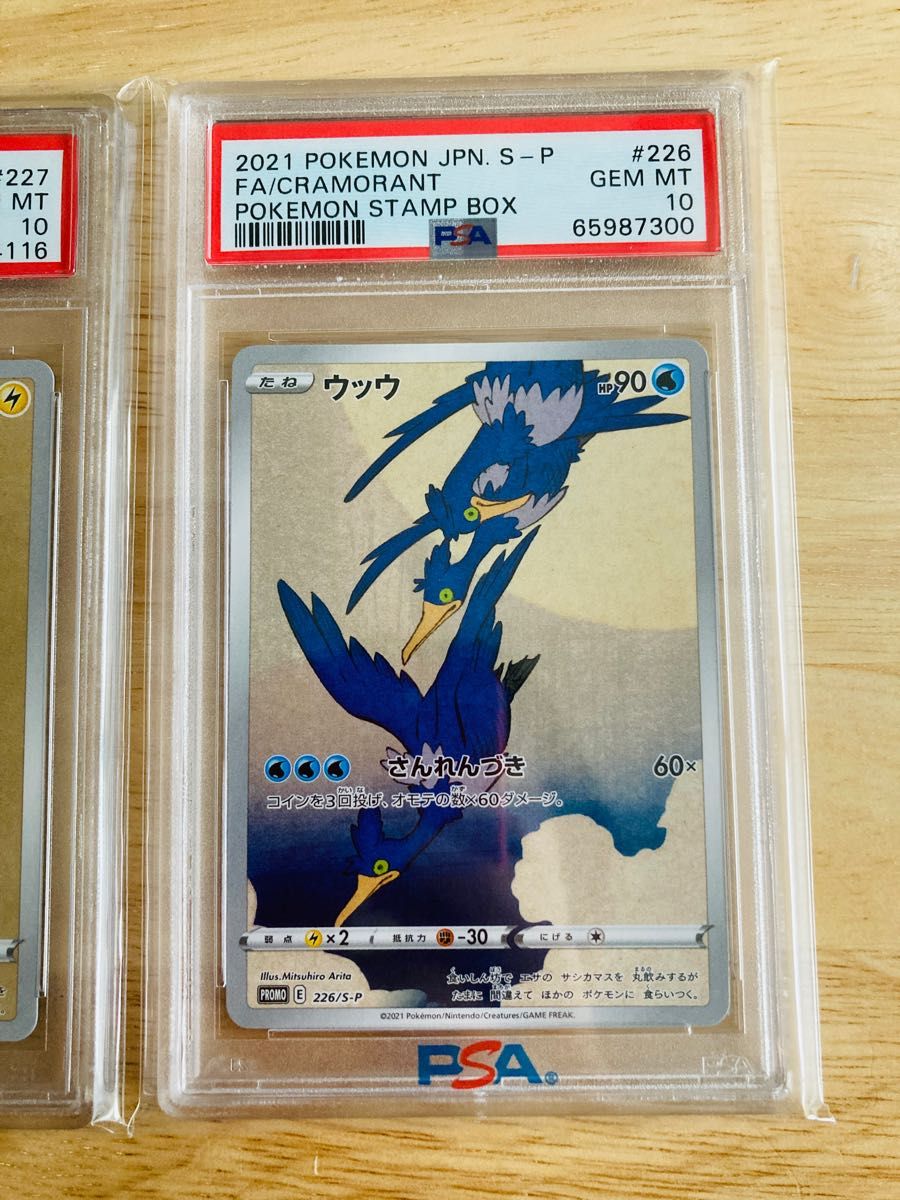 #227
MT
10
116
2021 POKEMON JPN. S-P #226
FA/CRAMORANT GEM MT
POKEMON STAMP BOX 10
PSA 65987300
たね ウッウ HP90
さんれんづき 60×
コインを3回投げ、オモテの数×60ダメージ。
弱点 ×2 抵抗力 -30 にげる
Illus.Mitsuhiro Arita
食いしん坊で エサの サシカマスを 丸飲みするが
たまに 間違えて ほかの ポケモンに 食らいつく。
PROMO E 226/S-P
©2021 Pokémon/Nintendo/Creatures/GAME FREAK.
PSA®